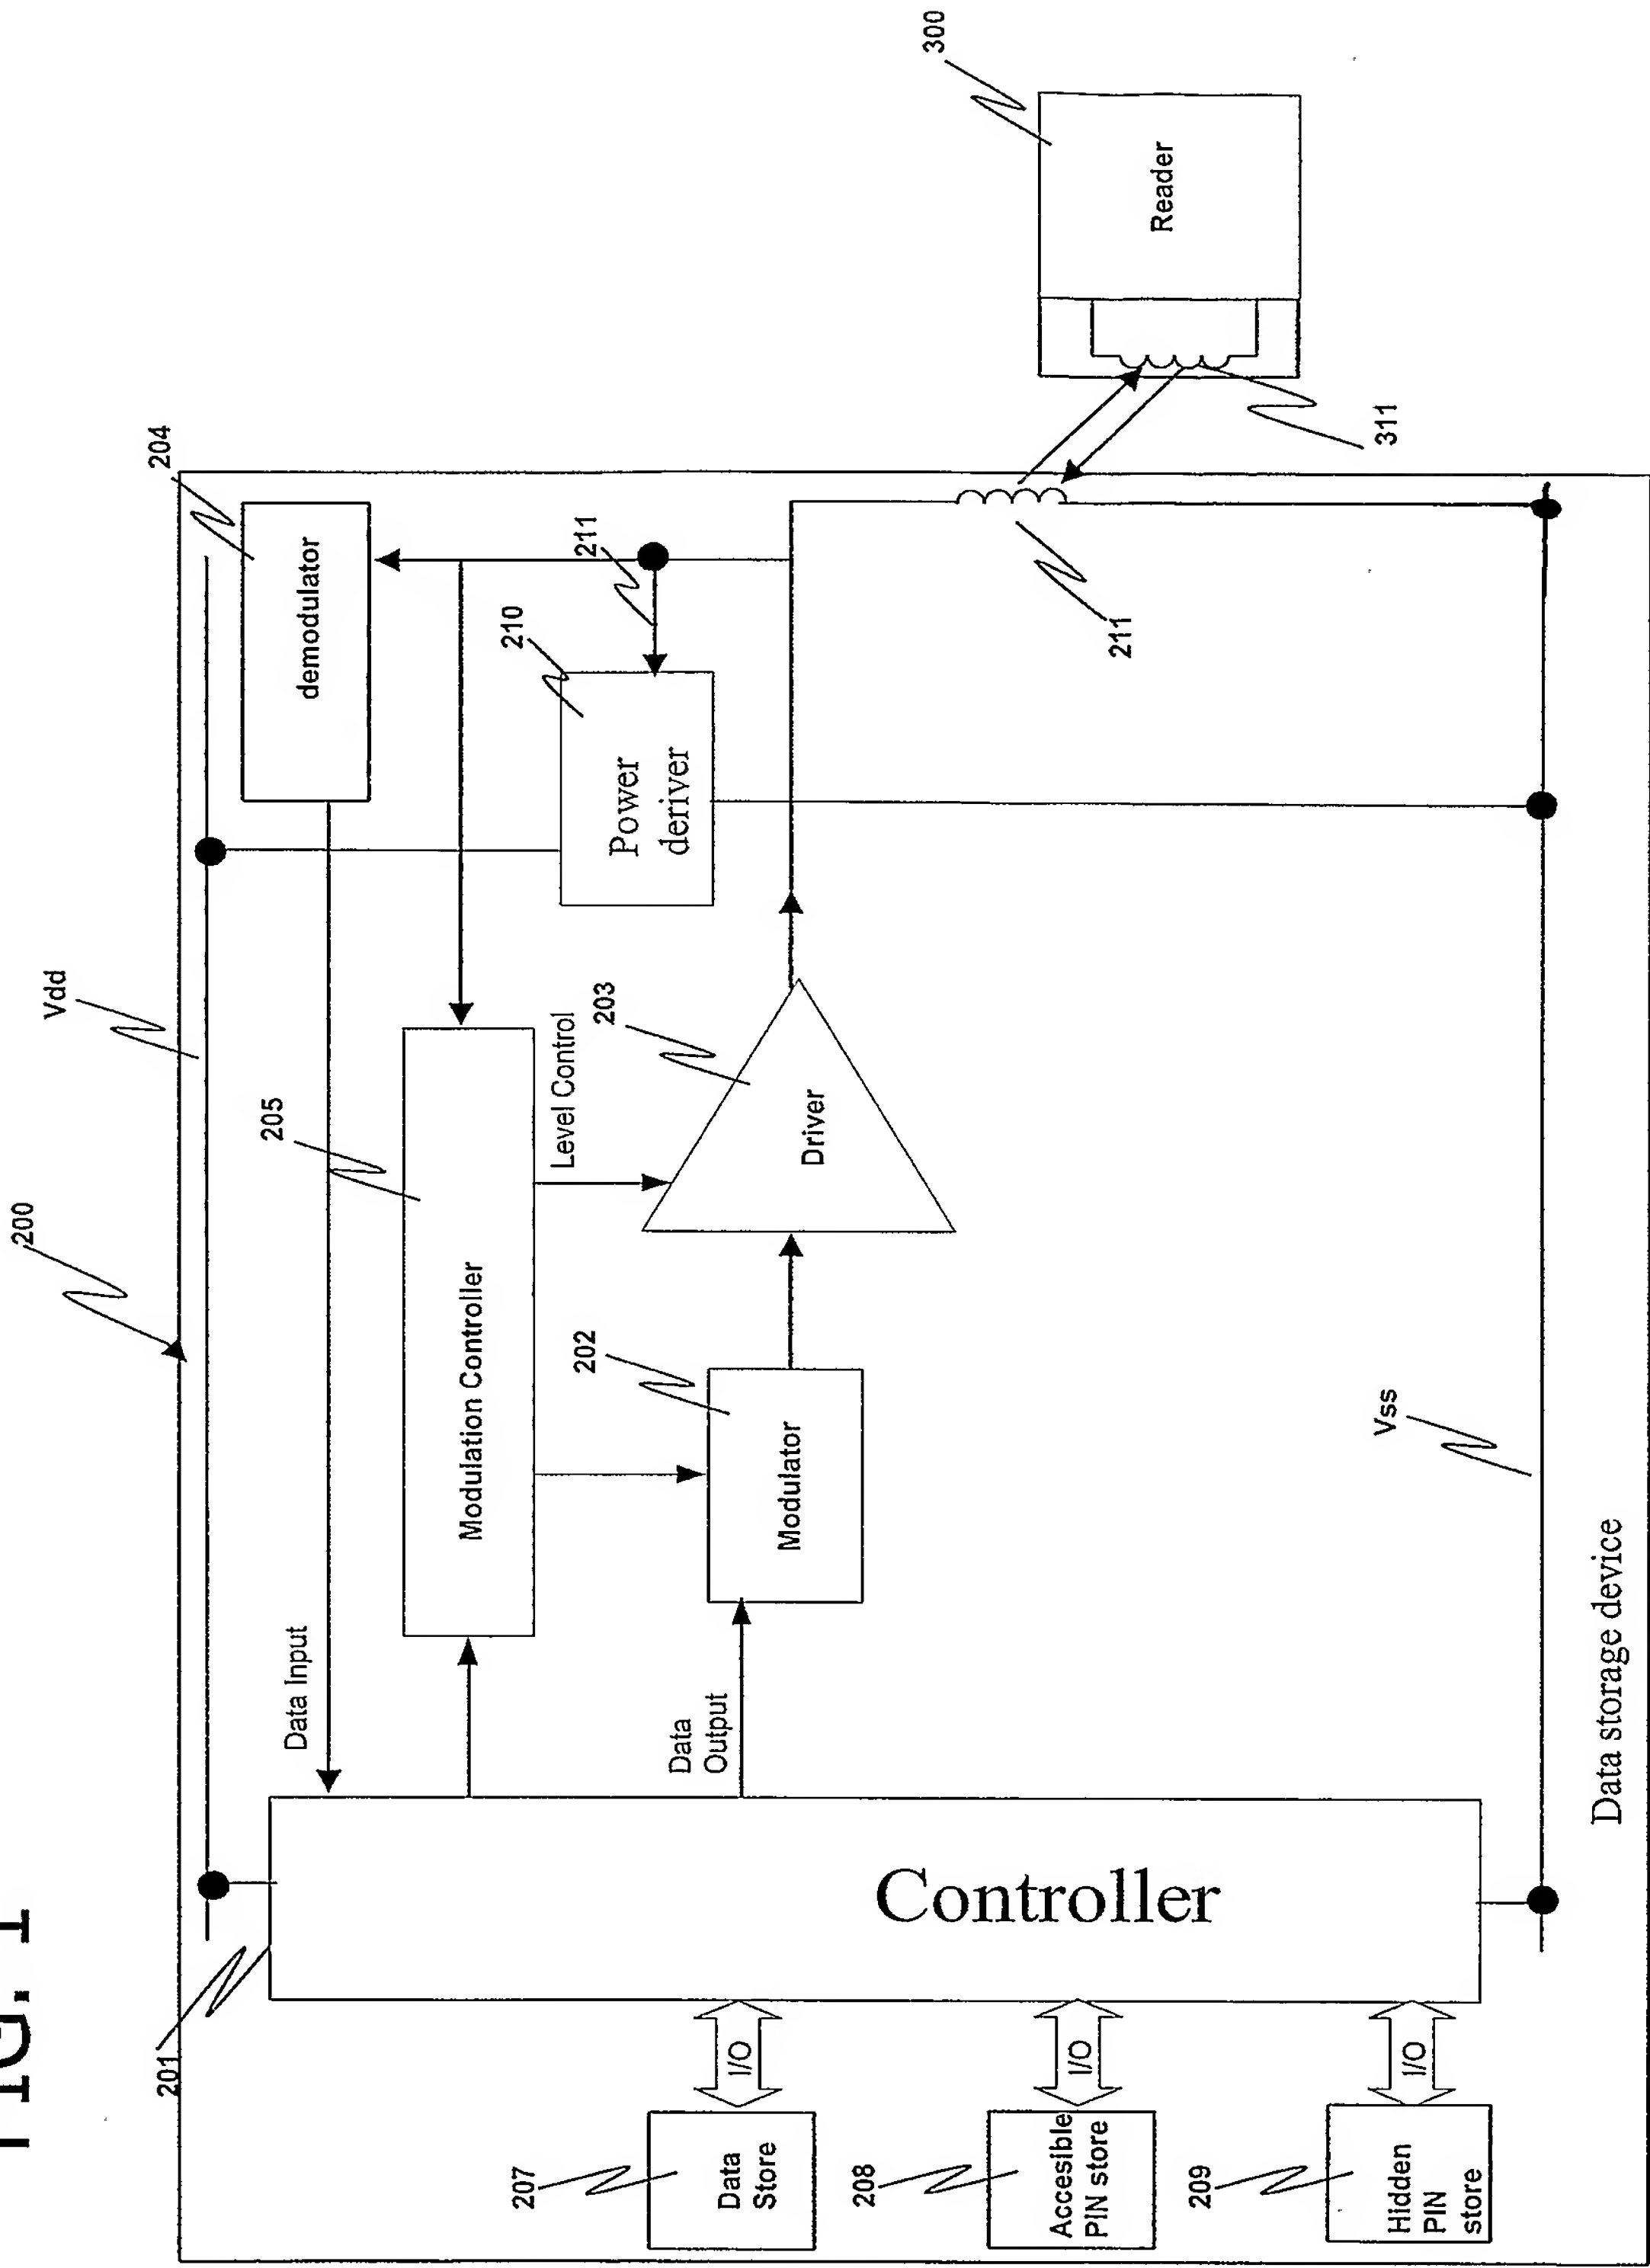 FIG. 1
200
Vdd
204
demodulator
Data Input
205
Modulation Controller
Level Control
210
Power
deriver
211
203
Driver
202
Modulator
Data
Output
201
Controller
207
Data
Store
I/O
208
Accesible
PIN store
I/O
209
Hidden
PIN
store
I/O
211
Vss
Data storage device
300
Reader
311